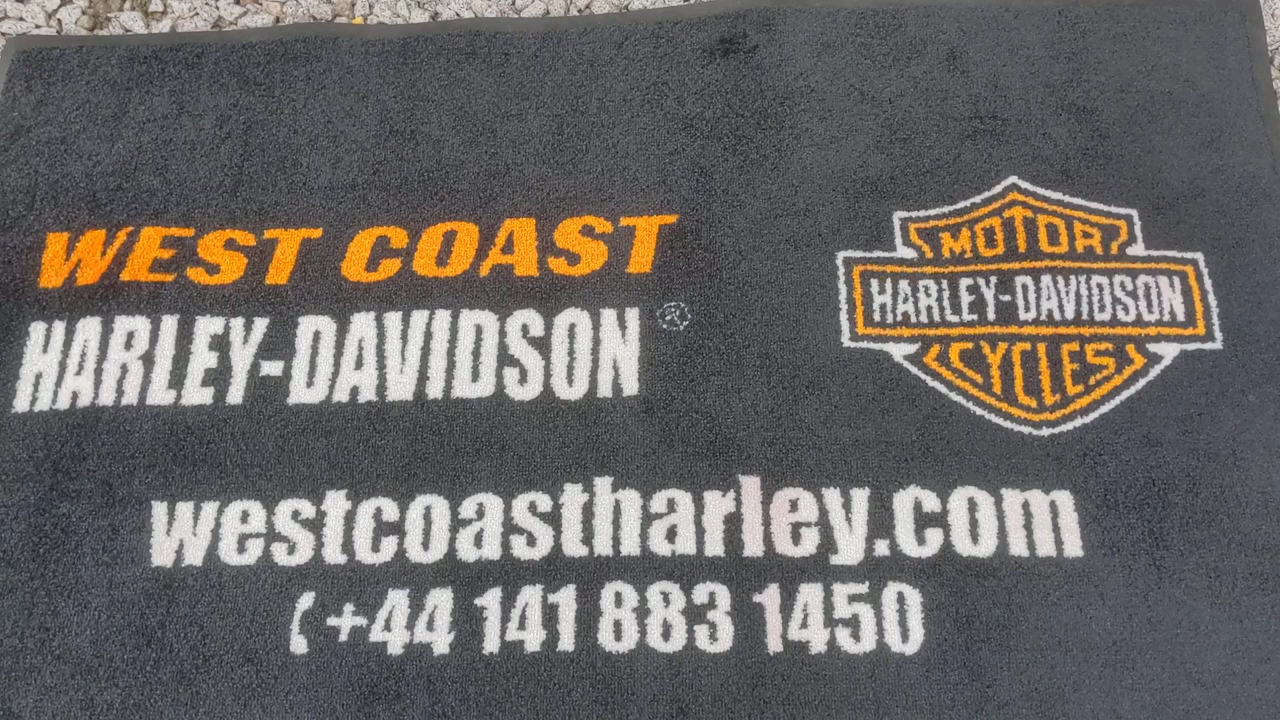 WEST COAST
HARLEY-DAVIDSON ®
MOTOR
HARLEY-DAVIDSON
CYCLES
westcoastharley.com
+44 141 883 1450